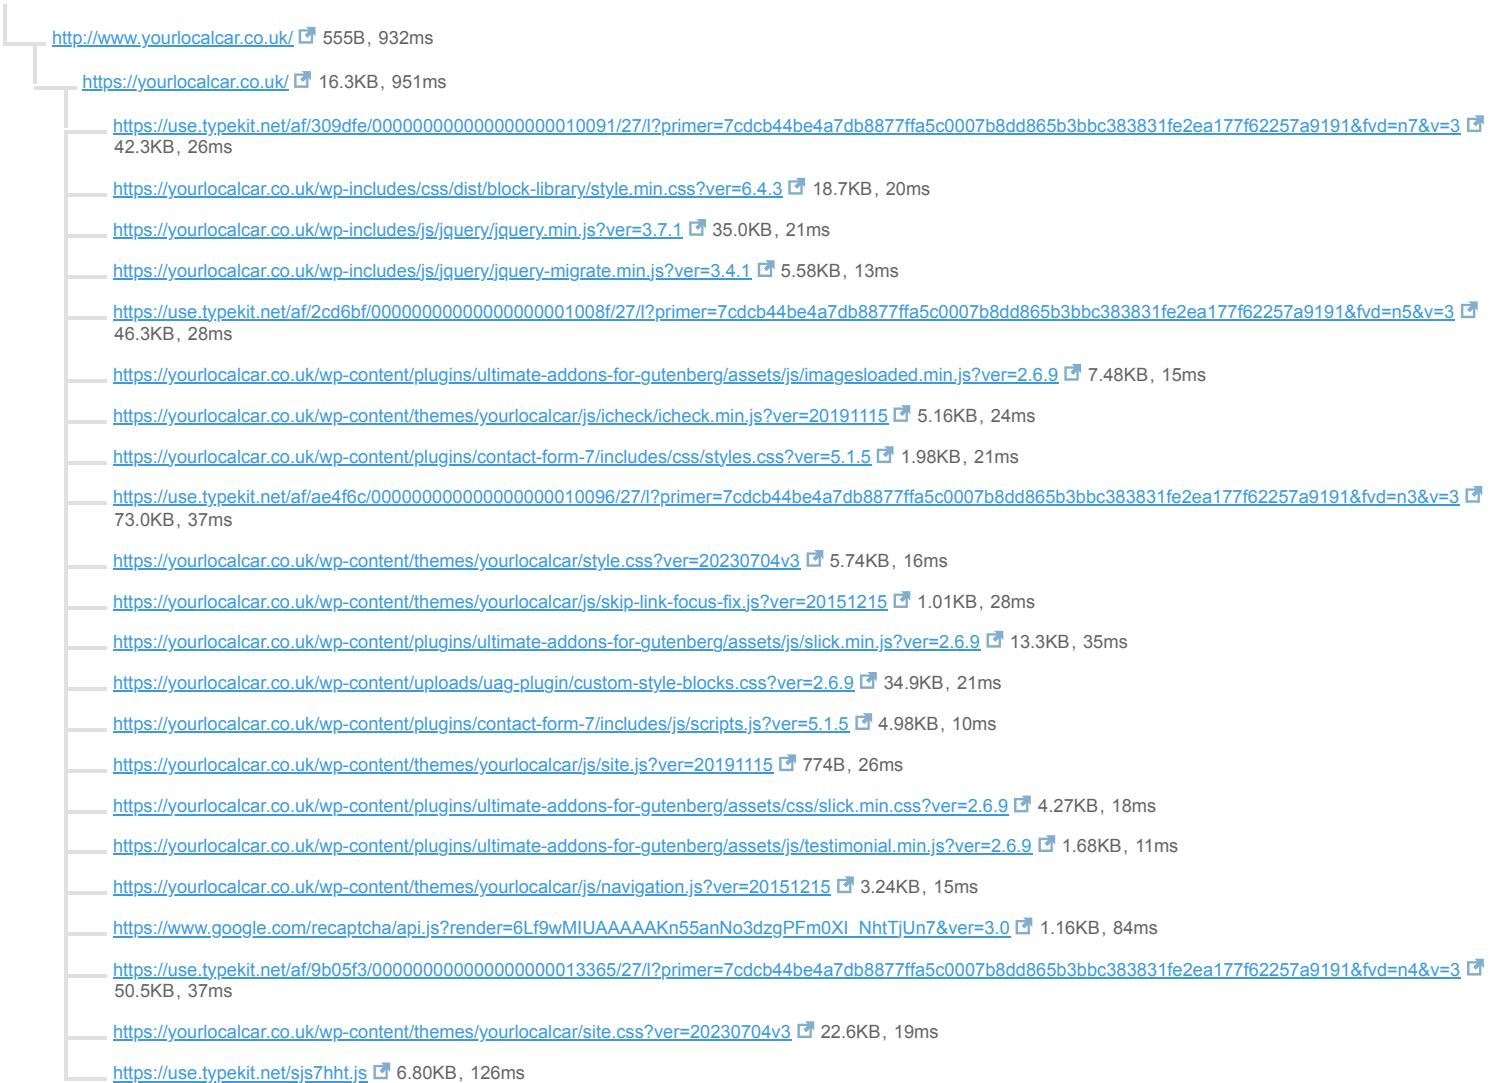 http://www.yourlocalcar.co.uk/ 555B, 932ms
https://yourlocalcar.co.uk/ 16.3KB, 951ms
https://use.typekit.net/af/309dfe/000000000000000000010091/27/l?primer=7cdcb44be4a7db8877ffa5c0007b8dd865b3bbc383831fe2ea177f62257a9191&fvd=n7&v=3
42.3KB, 26ms
https://yourlocalcar.co.uk/wp-includes/css/dist/block-library/style.min.css?ver=6.4.3 18.7KB, 20ms
https://yourlocalcar.co.uk/wp-includes/js/jquery/jquery.min.js?ver=3.7.1 35.0KB, 21ms
https://yourlocalcar.co.uk/wp-includes/js/jquery/jquery-migrate.min.js?ver=3.4.1 5.58KB, 13ms
https://use.typekit.net/af/2cd6bf/00000000000000000001008f/27/l?primer=7cdcb44be4a7db8877ffa5c0007b8dd865b3bbc383831fe2ea177f62257a9191&fvd=n5&v=3
46.3KB, 28ms
https://yourlocalcar.co.uk/wp-content/plugins/ultimate-addons-for-gutenberg/assets/js/imagesloaded.min.js?ver=2.6.9 7.48KB, 15ms
https://yourlocalcar.co.uk/wp-content/themes/yourlocalcar/js/icheck/icheck.min.js?ver=20191115 5.16KB, 24ms
https://yourlocalcar.co.uk/wp-content/plugins/contact-form-7/includes/css/styles.css?ver=5.1.5 1.98KB, 21ms
https://use.typekit.net/af/ae4f6c/000000000000000000010096/27/l?primer=7cdcb44be4a7db8877ffa5c0007b8dd865b3bbc383831fe2ea177f62257a9191&fvd=n3&v=3
73.0KB, 37ms
https://yourlocalcar.co.uk/wp-content/themes/yourlocalcar/style.css?ver=20230704v3 5.74KB, 16ms
https://yourlocalcar.co.uk/wp-content/themes/yourlocalcar/js/skip-link-focus-fix.js?ver=20151215 1.01KB, 28ms
https://yourlocalcar.co.uk/wp-content/plugins/ultimate-addons-for-gutenberg/assets/js/slick.min.js?ver=2.6.9 13.3KB, 35ms
https://yourlocalcar.co.uk/wp-content/uploads/uag-plugin/custom-style-blocks.css?ver=2.6.9 34.9KB, 21ms
https://yourlocalcar.co.uk/wp-content/plugins/contact-form-7/includes/js/scripts.js?ver=5.1.5 4.98KB, 10ms
https://yourlocalcar.co.uk/wp-content/themes/yourlocalcar/js/site.js?ver=20191115 774B, 26ms
https://yourlocalcar.co.uk/wp-content/plugins/ultimate-addons-for-gutenberg/assets/css/slick.min.css?ver=2.6.9 4.27KB, 18ms
https://yourlocalcar.co.uk/wp-content/plugins/ultimate-addons-for-gutenberg/assets/js/testimonial.min.js?ver=2.6.9 1.68KB, 11ms
https://yourlocalcar.co.uk/wp-content/themes/yourlocalcar/js/navigation.js?ver=20151215 3.24KB, 15ms
https://www.google.com/recaptcha/api.js?render=6Lf9wMIUAAAAAKn55anNo3dzgPFm0XI_NhtTjUn7&ver=3.0 1.16KB, 84ms
https://use.typekit.net/af/9b05f3/000000000000000000013365/27/l?primer=7cdcb44be4a7db8877ffa5c0007b8dd865b3bbc383831fe2ea177f62257a9191&fvd=n4&v=3
50.5KB, 37ms
https://yourlocalcar.co.uk/wp-content/themes/yourlocalcar/site.css?ver=20230704v3 22.6KB, 19ms
https://use.typekit.net/sjs7hht.js 6.80KB, 126ms